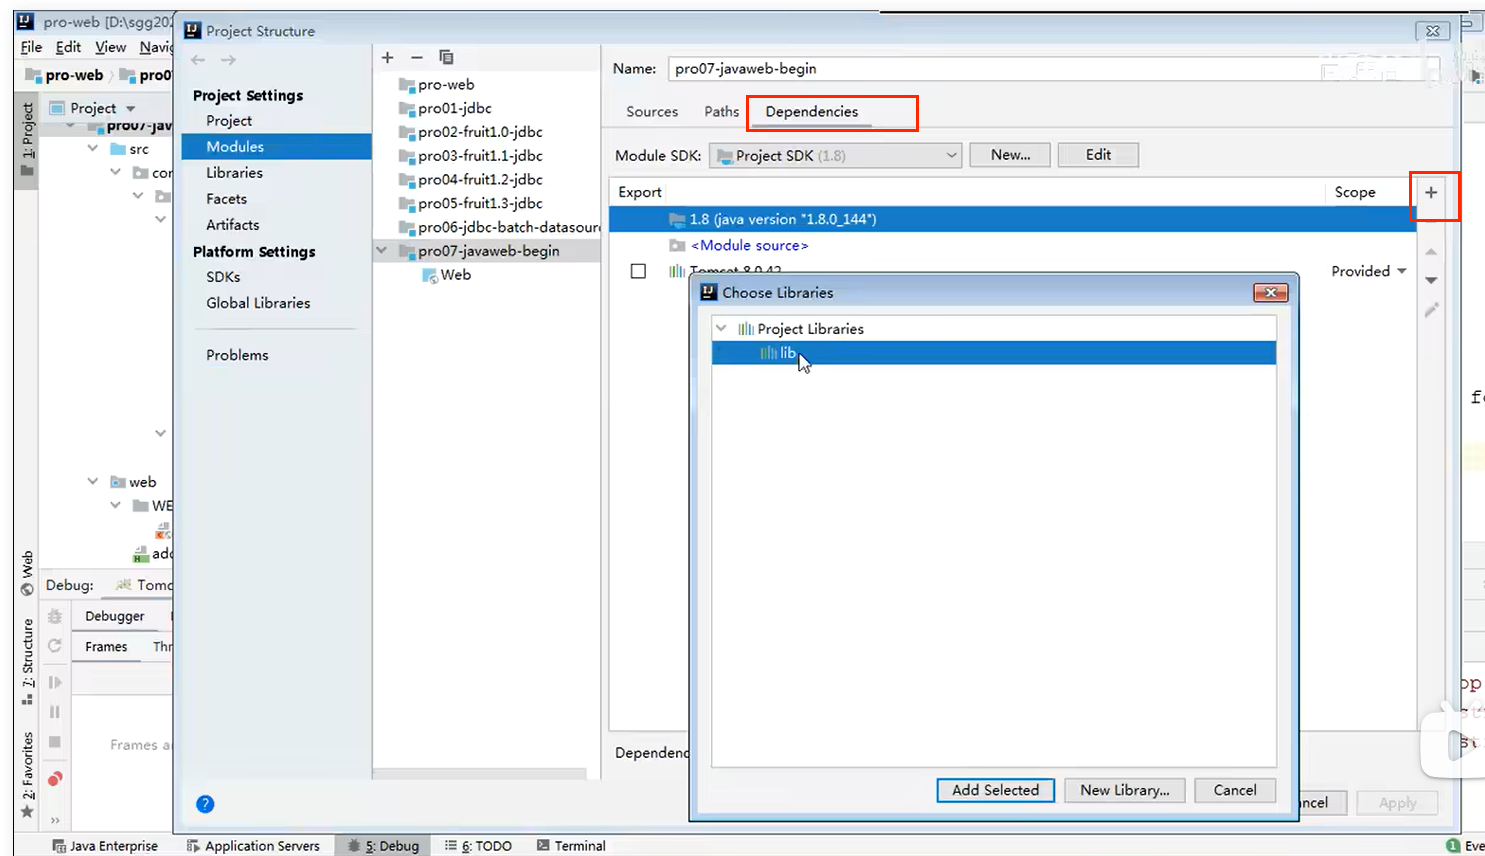 pro-web [D:\sgg202
File Edit View Navig
pro-web pro07
Project
pro07-jav
src
cor
web
WE
adc
1: Project
Web
7: Structure
2: Favorites
Debug: Tomc
Debugger
Frames Thr
Frames a
Project Structure
Project Settings
Project
Modules
Libraries
Facets
Artifacts
Platform Settings
SDKs
Global Libraries
Problems
pro-web
pro01-jdbc
pro02-fruit1.0-jdbc
pro03-fruit1.1-jdbc
pro04-fruit1.2-jdbc
pro05-fruit1.3-jdbc
pro06-jdbc-batch-datasour
pro07-javaweb-begin
Web
Name: pro07-javaweb-begin
Sources Paths Dependencies
Module SDK: Project SDK (1.8) New... Edit
Export Scope
1.8 (java version "1.8.0_144")
<Module source>
Tomcat 8.0.42 Provided
Choose Libraries
Project Libraries
lib
Dependenc
Add Selected New Library... Cancel
ncel Apply
Java Enterprise Application Servers 5: Debug 6: TODO Terminal 1 Eve